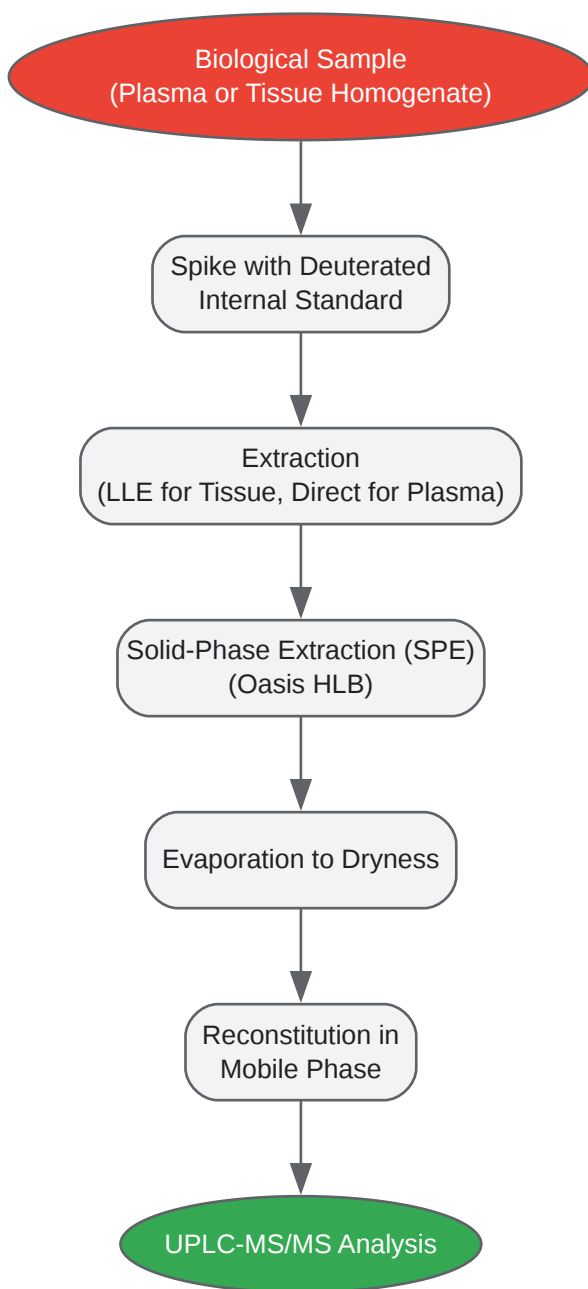 Biological Sample
(Plasma or Tissue Homogenate)
Spike with Deuterated
Internal Standard
Extraction
(LLE for Tissue, Direct for Plasma)
Solid-Phase Extraction (SPE)
(Oasis HLB)
Evaporation to Dryness
Reconstitution in
Mobile Phase
UPLC-MS/MS Analysis